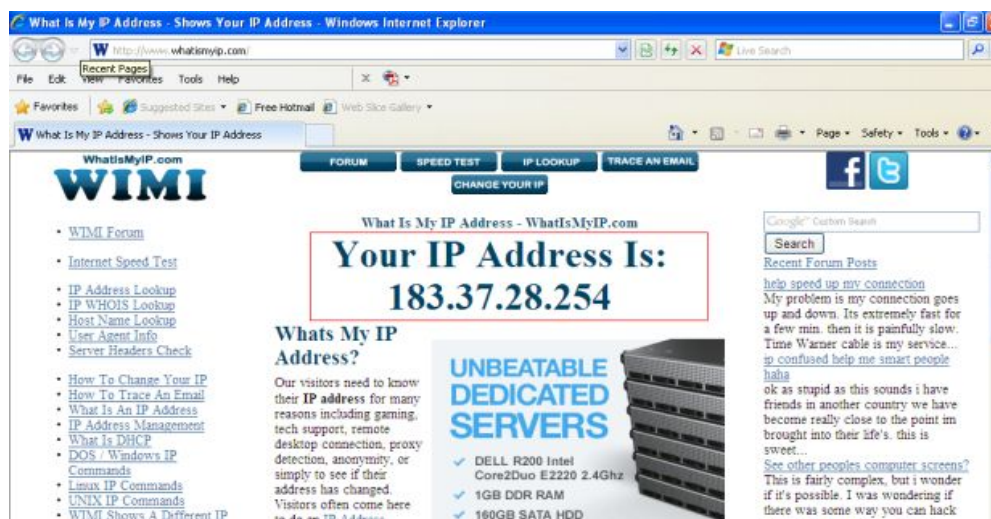 What Is My IP Address - Shows Your IP Address - Windows Internet Explorer
http://www.whatismyip.com/
Live Search
Recent Pages
File Edit View Favorites Tools Help
Favorites Suggested Sites Free Hotmail Web Slice Gallery
What Is My IP Address - Shows Your IP Address
Page Safety Tools
WhatIsMyIP.com
WIMI
FORUM SPEED TEST IP LOOKUP TRACE AN EMAIL
CHANGE YOUR IP
WIMI Forum
Internet Speed Test
IP Address Lookup
IP WHOIS Lookup
Host Name Lookup
User Agent Info
Server Headers Check
How To Change Your IP
How To Trace An Email
What Is An IP Address
IP Address Management
What Is DHCP
DOS / Windows IP
Commands
Linux IP Commands
UNIX IP Commands
WIMI Shows A Different IP
What Is My IP Address - WhatIsMyIP.com
Your IP Address Is:
183.37.28.254
Whats My IP
Address?
Our visitors need to know
their IP address for many
reasons including gaming,
tech support, remote
desktop connection, proxy
detection, anonymity, or
simply to see if their
address has changed.
Visitors often come here
to do an IP Address
UNBEATABLE
DEDICATED
SERVERS
DELL R200 Intel
Core2Duo E2220 2.4Ghz
1GB DDR RAM
160GB SATA HDD
Google Custom Search
Search
Recent Forum Posts
help speed up my connection
My problem is my connection goes
up and down. Its extremely fast for
a few min. then it is painfully slow.
Time Warner cable is my service...
ip confused help me smart people
haha
ok as stupid as this sounds i have
friends in another country we have
become really close to the point im
brought into their life's. this is
sweet...
See other peoples computer screens?
This is fairly complex, but i wonder
if it's possible. I was wondering if
there was some way you can hack